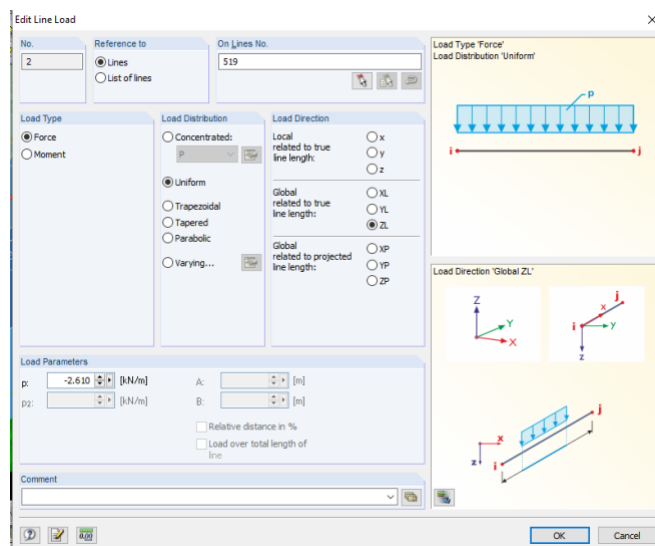 Edit Line Load
No.
2
Reference to
Lines
List of lines
On Lines No.
519
Load Type
Force
Moment
Load Distribution
Concentrated:
P
Uniform
Trapezoidal
Tapered
Parabolic
Varying...
Load Direction
Local
related to true
line length:
x
y
z
Global
related to true
line length:
XL
YL
ZL
Global
related to projected
line length:
XP
YP
ZP
Load Parameters
p: -2.610 [kN/m]
p2: [kN/m]
A: [m]
B: [m]
Relative distance in %
Load over total length of
line
Comment
Load Type 'Force'
Load Distribution 'Uniform'
p
i j
Load Direction 'Global ZL'
Z
Y
X
j
x
i
y
z
j
x
z
i
0.00
OK
Cancel